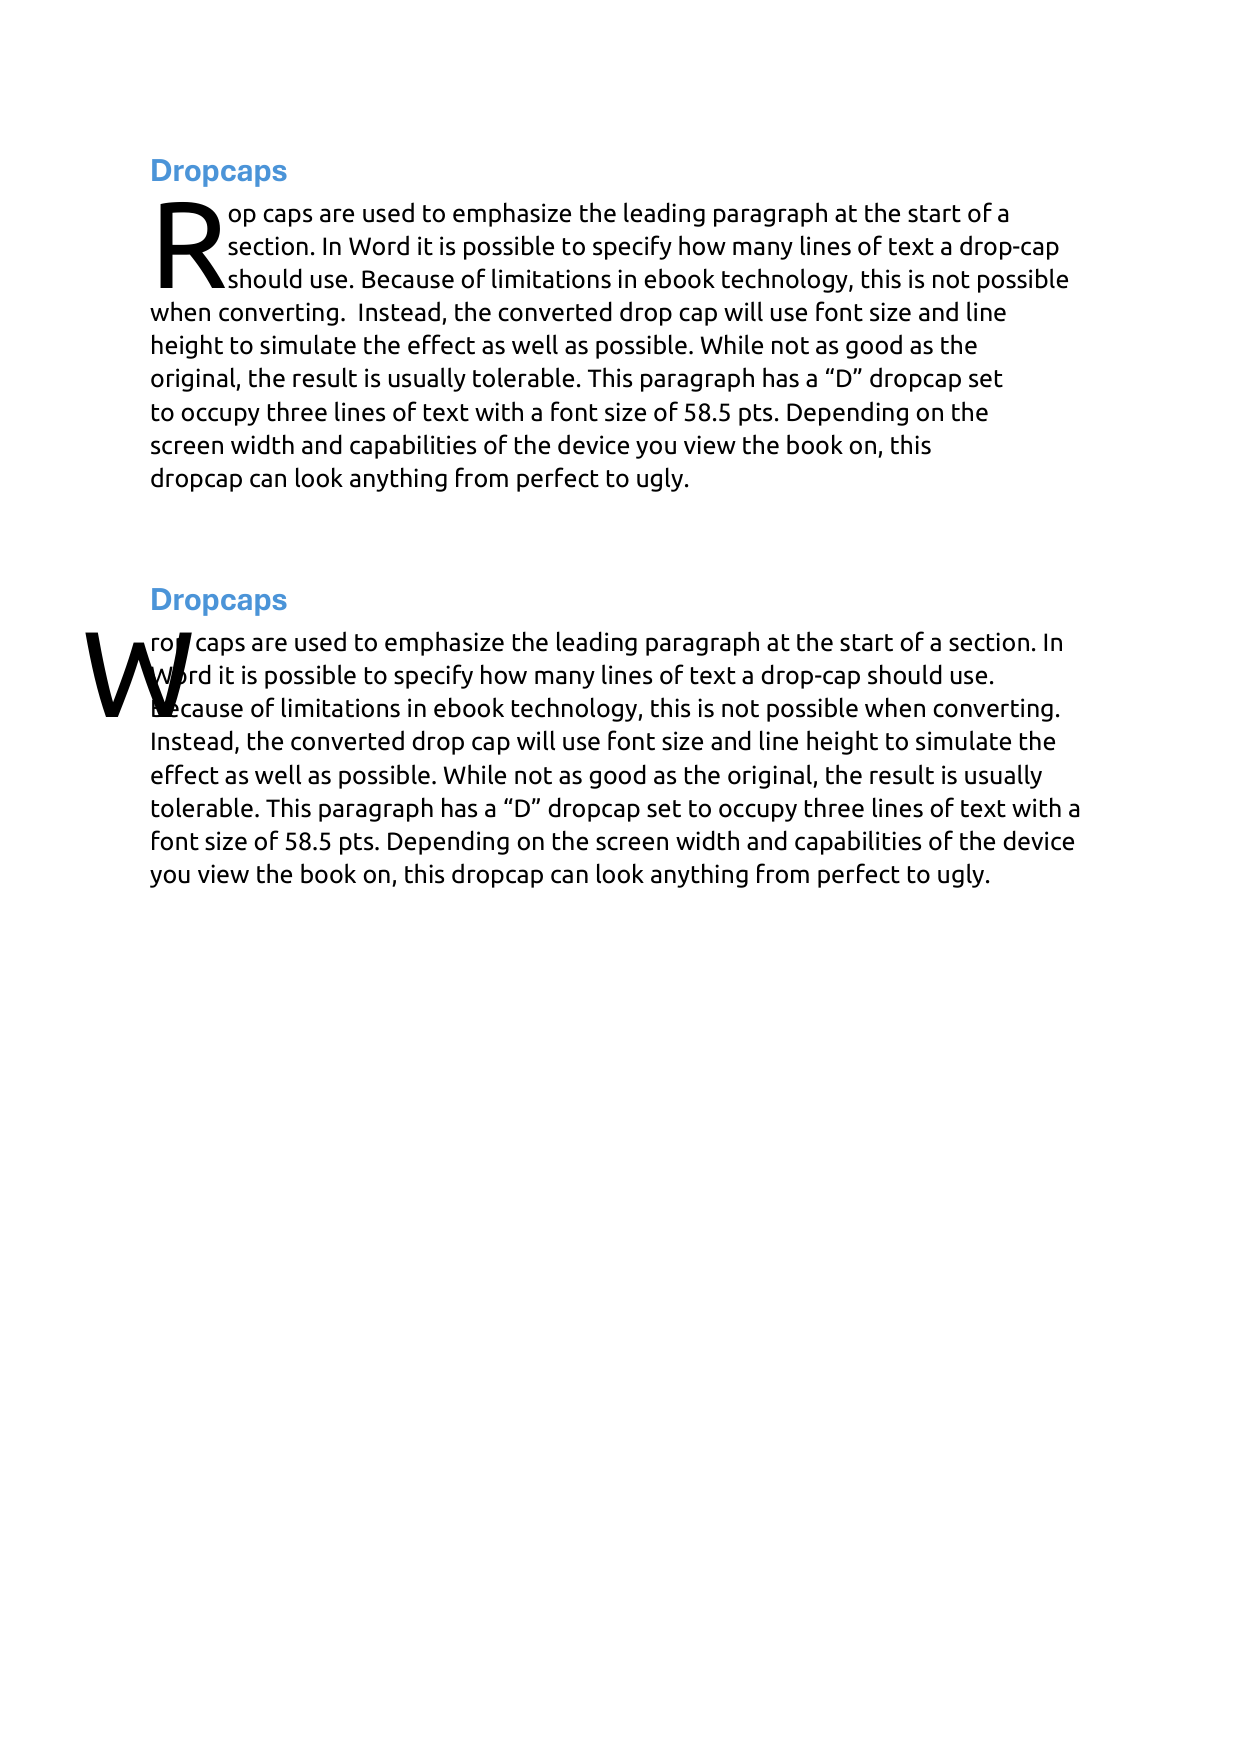 Dropcaps
Rop caps are used to emphasize the leading paragraph at the start of a
section. In Word it is possible to specify how many lines of text a drop-cap
should use. Because of limitations in ebook technology, this is not possible
when converting.  Instead, the converted drop cap will use font size and line
height to simulate the effect as well as possible. While not as good as the
original, the result is usually tolerable. This paragraph has a “D” dropcap set
to occupy three lines of text with a font size of 58.5 pts. Depending on the
screen width and capabilities of the device you view the book on, this
dropcap can look anything from perfect to ugly.
Dropcaps
Wrop caps are used to emphasize the leading paragraph at the start of a section. In
Word it is possible to specify how many lines of text a drop-cap should use.
Because of limitations in ebook technology, this is not possible when converting.
Instead, the converted drop cap will use font size and line height to simulate the
effect as well as possible. While not as good as the original, the result is usually
tolerable. This paragraph has a “D” dropcap set to occupy three lines of text with a
font size of 58.5 pts. Depending on the screen width and capabilities of the device
you view the book on, this dropcap can look anything from perfect to ugly.